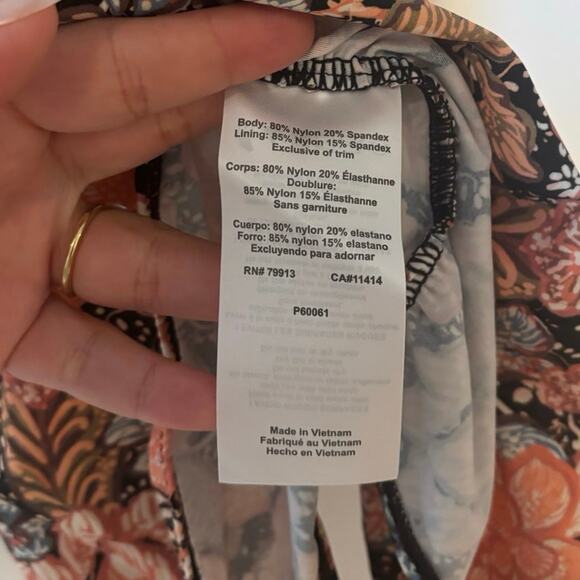 Body: 80% Nylon 20% Spandex
Lining: 85% Nylon 15% Spandex
Exclusive of trim
Corps: 80% Nylon 20% Élasthanne
Doublure:
85% Nylon 15% Élasthanne
Sans garniture
Cuerpo: 80% nylon 20% elastano
Forro: 85% nylon 15% elastano
Excluyendo para adornar
RN# 79913 CA#11414
P60061
Made in Vietnam
Fabriqué au Vietnam
Hecho en Vietnam